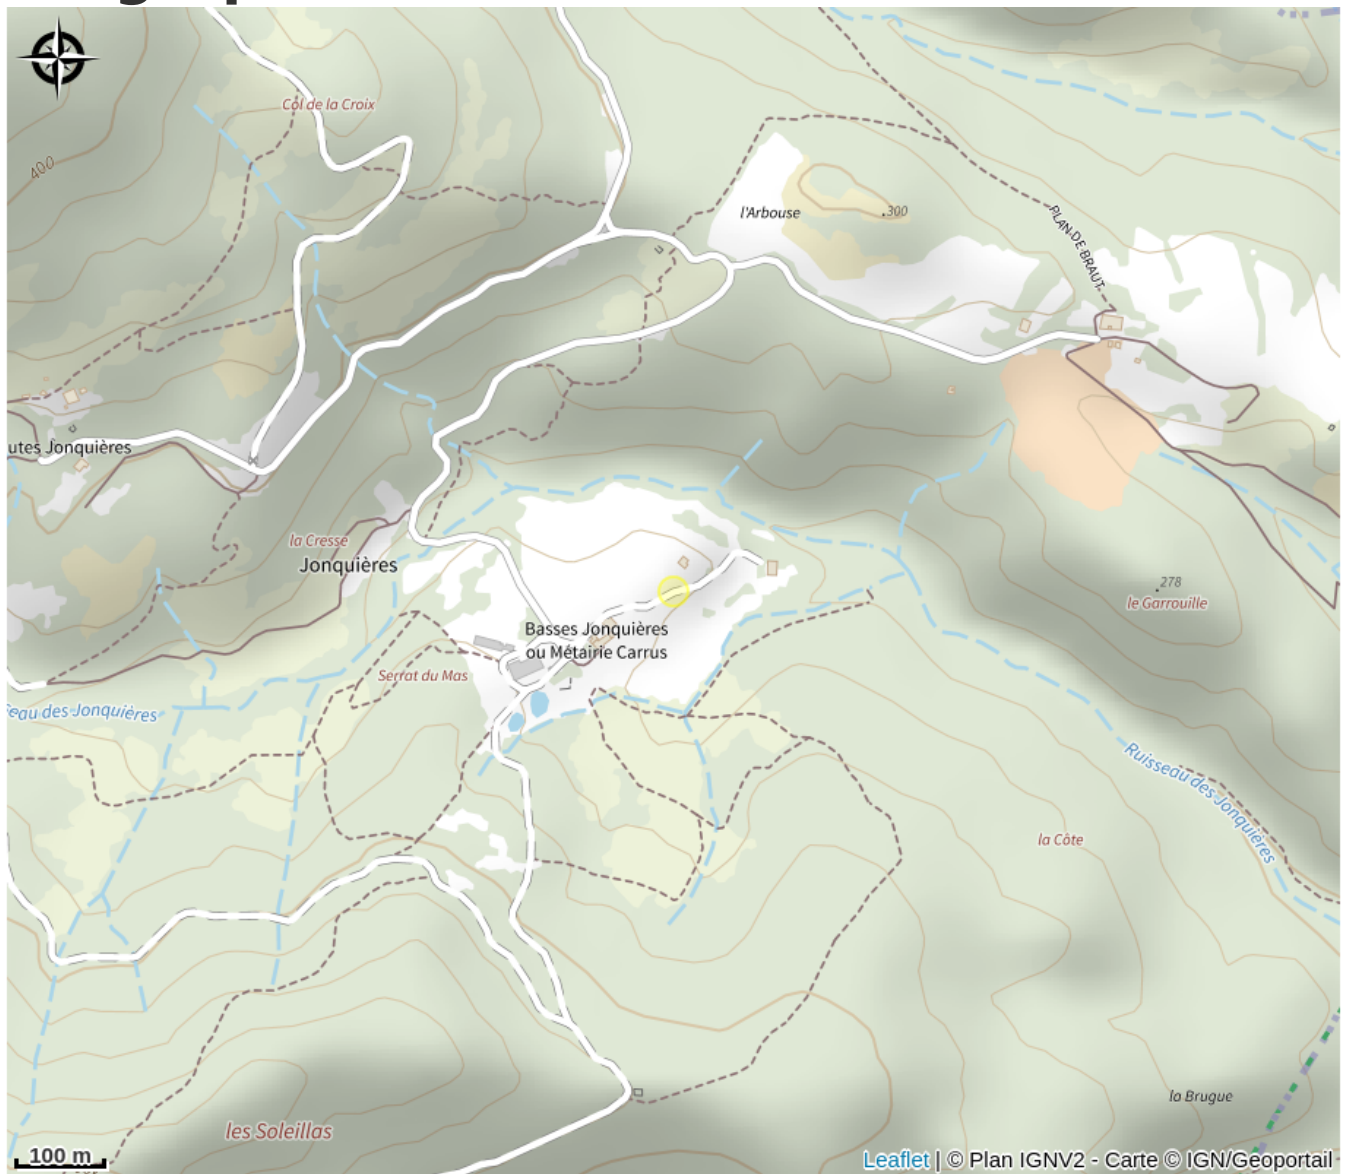 Col de la Croix
400
l'Arbouse
.300
PLAN-DE-BRAUT
utes Jonquières
la Cresse
Jonquières
.278
le Garrouille
Basses Jonquières
ou Métairie Carrus
Serrat du Mas
eau des Jonquières
Ruisseau des Jonquières
la Côte
la Brugue
les Soleillas
100 m
Leaflet | © Plan IGNV2 - Carte © IGN/Geoportail